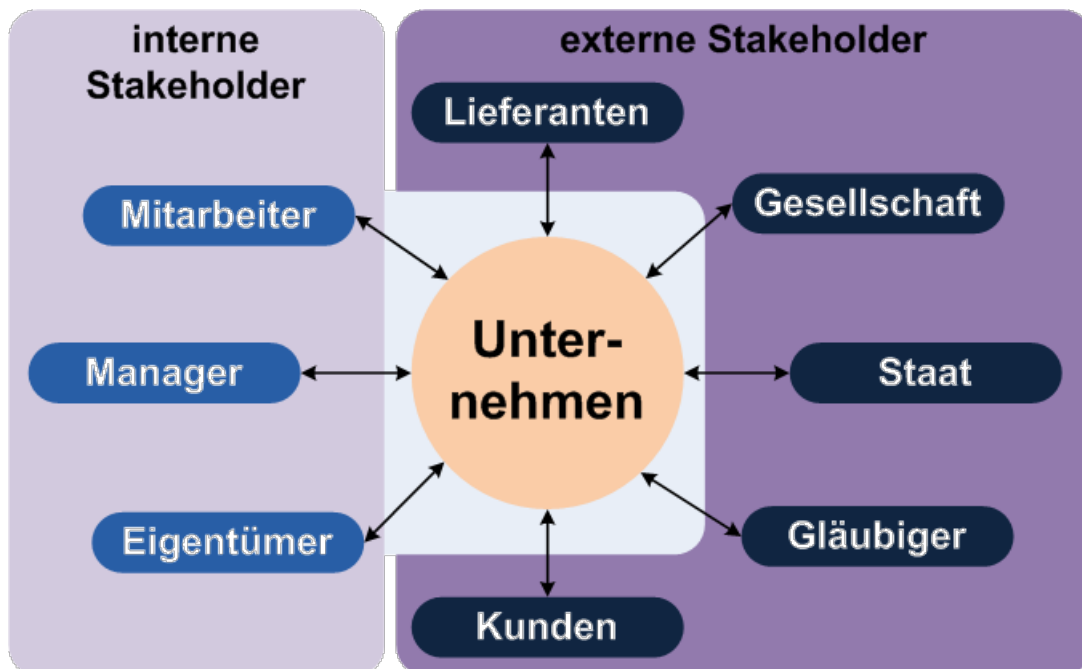 interne
Stakeholder
externe Stakeholder
Lieferanten
Mitarbeiter
Gesellschaft
Unter-
nehmen
Manager
Staat
Eigentümer
Gläubiger
Kunden